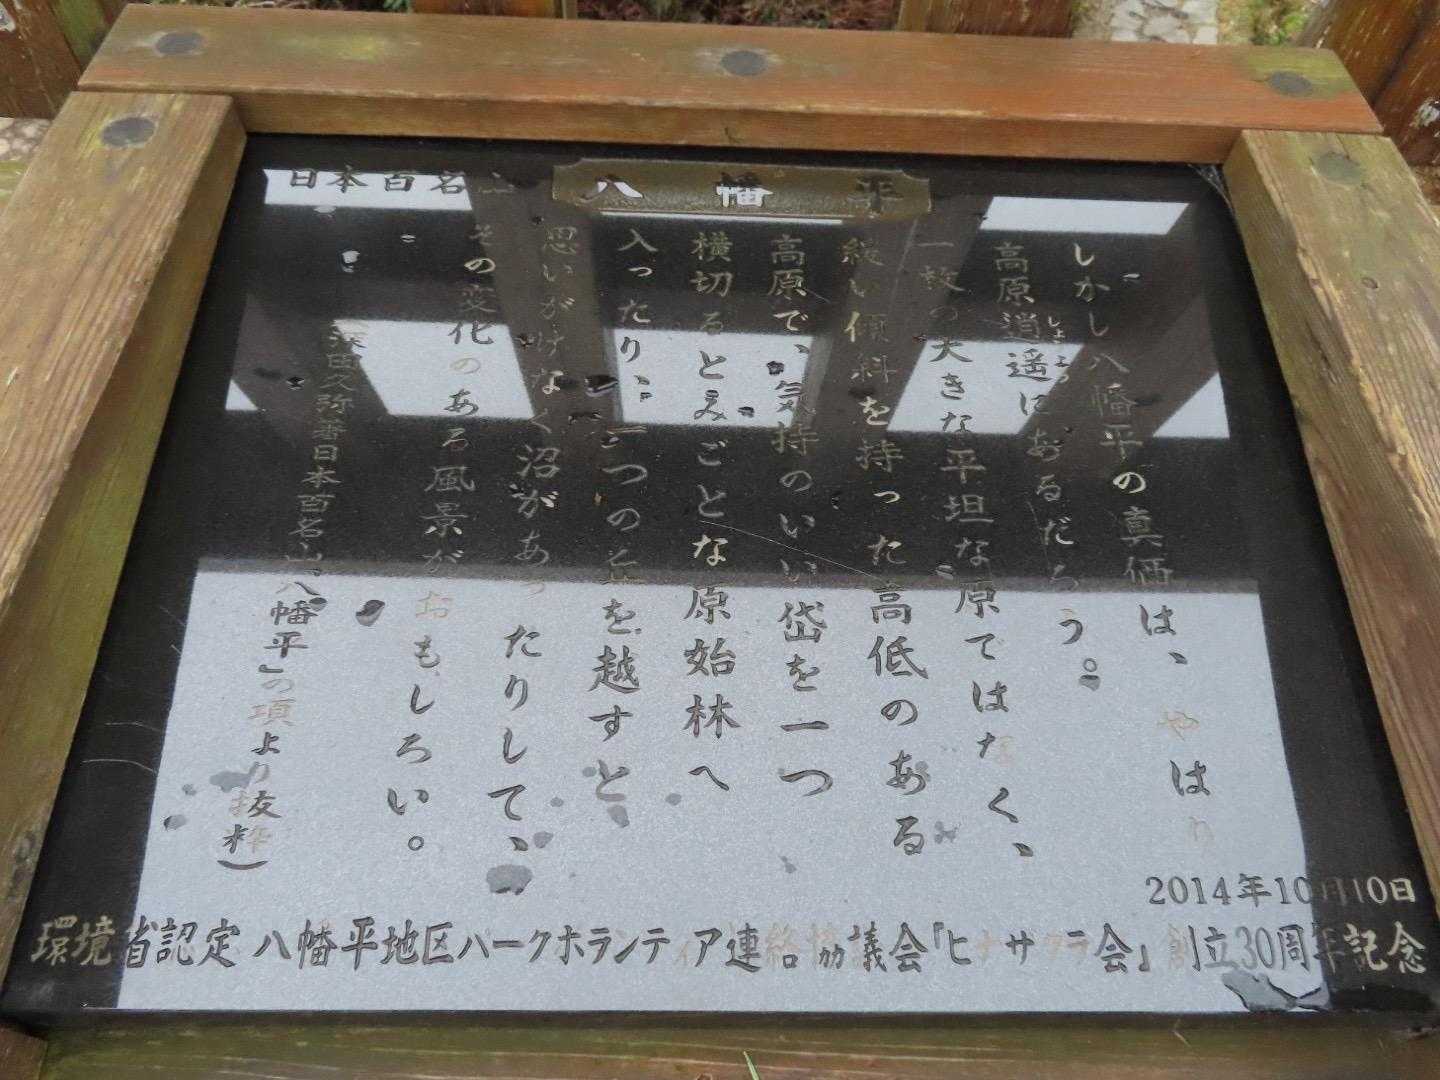 日本百名山 八幡平
しかし八幡平の真価は、やはり
高原逍遥にあるだろう。
しょうよう
一段の大きな平坦な原ではなく、
緩い傾斜を持った高低のある
高原で、気持のいい岱を一つ
横切るとみごとな原始林へ
入ったり、一つの丘を越すと
思いがけなく沼があったりして、
その変化のある風景がおもしろい。
(深田久弥著日本百名山「八幡平」の項より抜粋)
2014年10月10日
環境省認定 八幡平地区パークボランティア連絡協議会「ヒナザクラ会」創立30周年記念